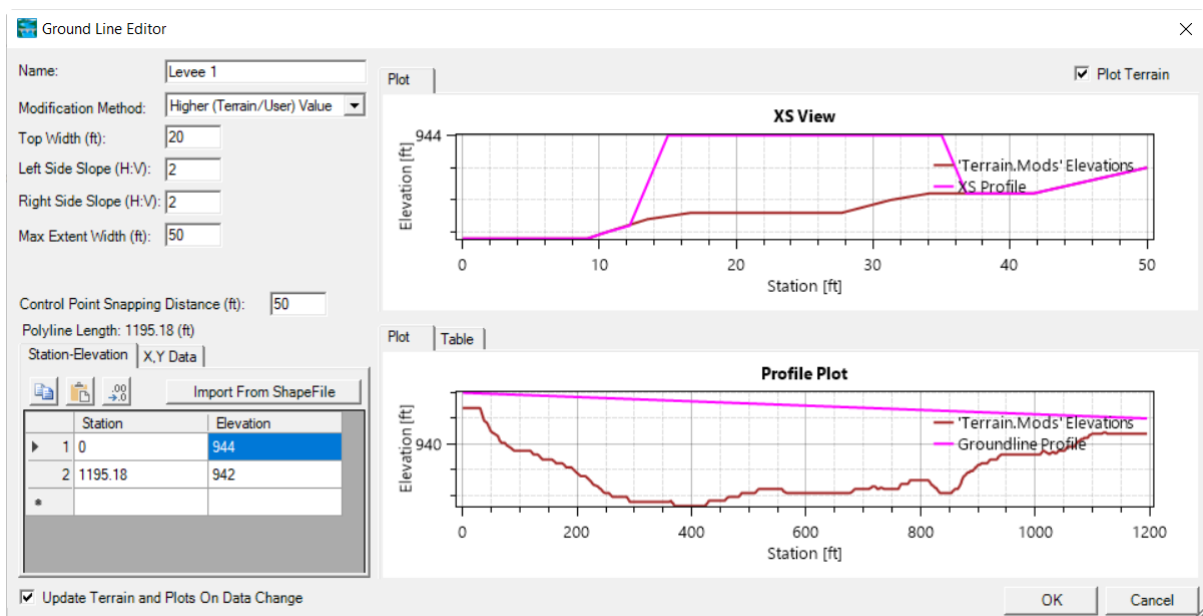 Ground Line Editor
Name: Levee 1
Modification Method: Higher (Terrain/User) Value
Top Width (ft): 20
Left Side Slope (H:V): 2
Right Side Slope (H:V): 2
Max Extent Width (ft): 50
Control Point Snapping Distance (ft): 50
Polyline Length: 1195.18 (ft)
Station-Elevation X,Y Data
.00 →.0 Import From ShapeFile
Station Elevation
1 0 944
2 1195.18 942
*
Update Terrain and Plots On Data Change
Plot
Plot Terrain
XS View
944
Elevation [ft]
'Terrain.Mods' Elevations
XS Profile
0 10 20 30 40 50
Station [ft]
Plot Table
Profile Plot
940
Elevation [ft]
'Terrain.Mods' Elevations
Groundline Profile
0 200 400 600 800 1000 1200
Station [ft]
OK Cancel